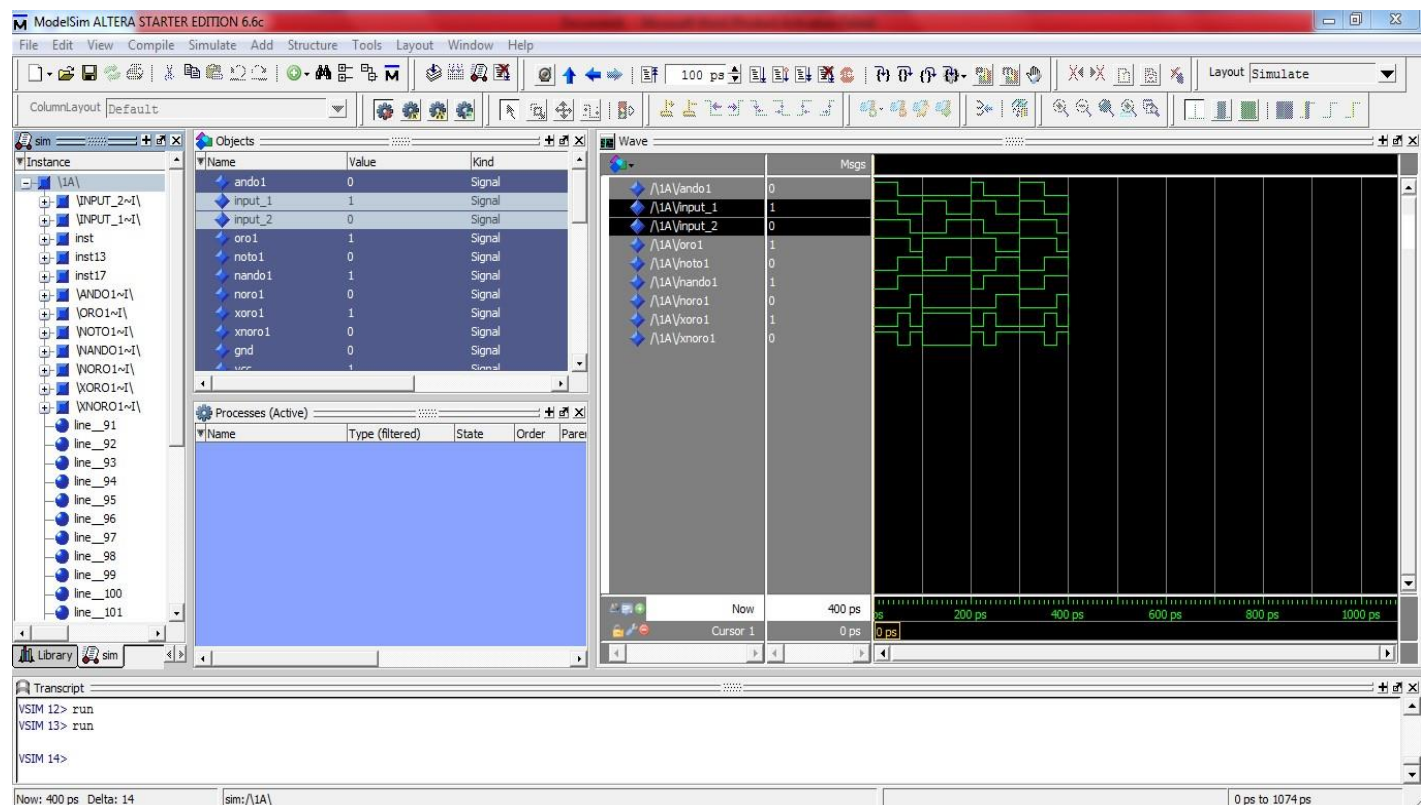 ModelSim ALTERA STARTER EDITION 6.6c
File Edit View Compile Simulate Add Structure Tools Layout Window Help
100 ps
Layout Simulate
ColumnLayout Default
sim
Instance
\1A\
\INPUT_2~I\
\INPUT_1~I\
inst
inst13
inst17
\ANDO1~I\
\ORO1~I\
\NOTO1~I\
\NANDO1~I\
\NORO1~I\
\XORO1~I\
\XNORO1~I\
line__91
line__92
line__93
line__94
line__95
line__96
line__97
line__98
line__99
line__100
line__101
Library sim
Objects
Name Value Kind
ando1 0 Signal
input_1 1 Signal
input_2 0 Signal
oro1 1 Signal
noto1 0 Signal
nando1 1 Signal
noro1 0 Signal
xoro1 1 Signal
xnoro1 0 Signal
gnd 0 Signal
vcc 1 Signal
Processes (Active)
Name Type (filtered) State Order Parer
Wave
Msgs
/\1A\/ando1 0
/\1A\/input_1 1
/\1A\/input_2 0
/\1A\/oro1 1
/\1A\/noto1 0
/\1A\/nando1 1
/\1A\/noro1 0
/\1A\/xoro1 1
/\1A\/xnoro1 0
Now 400 ps
ps 200 ps 400 ps 600 ps 800 ps 1000 ps
Cursor 1 0 ps 0 ps
Transcript
VSIM 12> run
VSIM 13> run
VSIM 14>
Now: 400 ps Delta: 14 sim:/\1A\ 0 ps to 1074 ps